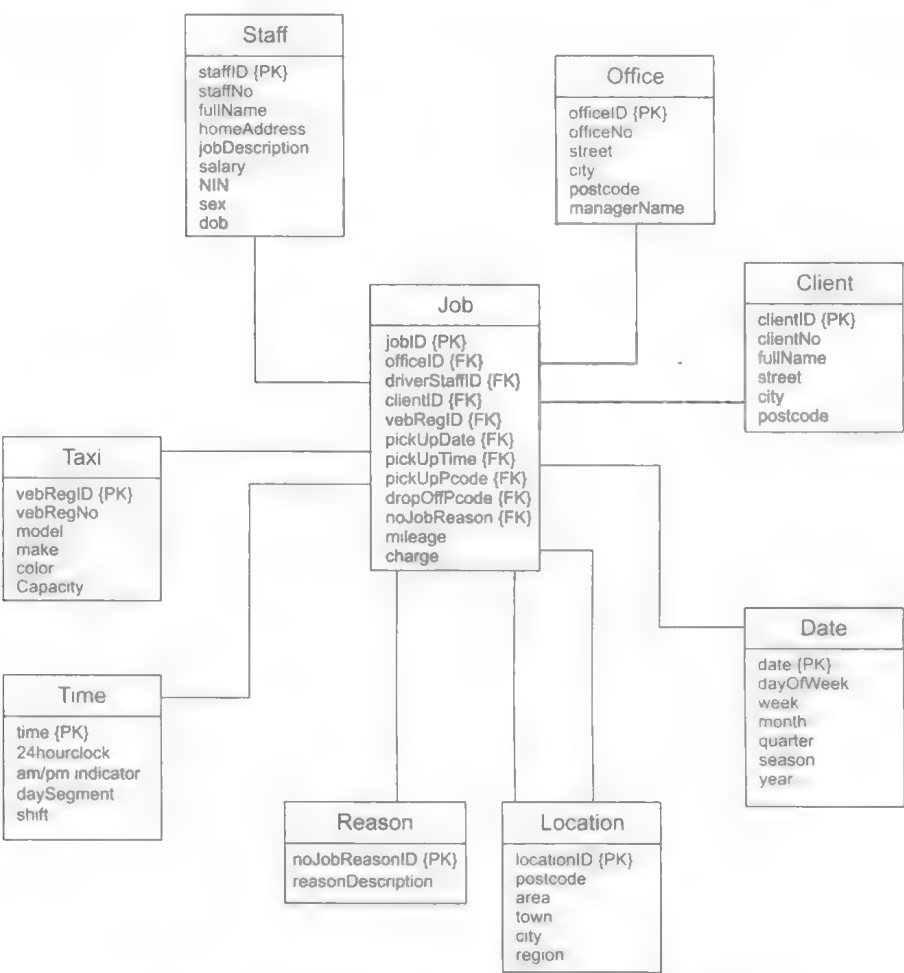 Staff
staffID {PK}
staffNo
fullName
homeAddress
jobDescription
salary
NIN
sex
dob
Office
officeID {PK}
officeNo
street
city
postcode
managerName
Client
clientID {PK}
clientNo
fullName
street
city
postcode
Job
jobID {PK}
officeID {FK}
driverStaffID {FK}
clientID {FK}
vebRegID {FK}
pickUpDate {FK}
pickUpTime {FK}
pickUpPcode {FK}
dropOffPcode {FK}
noJobReason {FK}
mileage
charge
Taxi
vebRegID {PK}
vebRegNo
model
make
color
Capacity
Time
time {PK}
24hourclock
am/pm indicator
daySegment
shift
Date
date {PK}
dayOfWeek
week
month
quarter
season
year
Reason
noJobReasonID {PK}
reasonDescription
Location
locationID {PK}
postcode
area
town
city
region